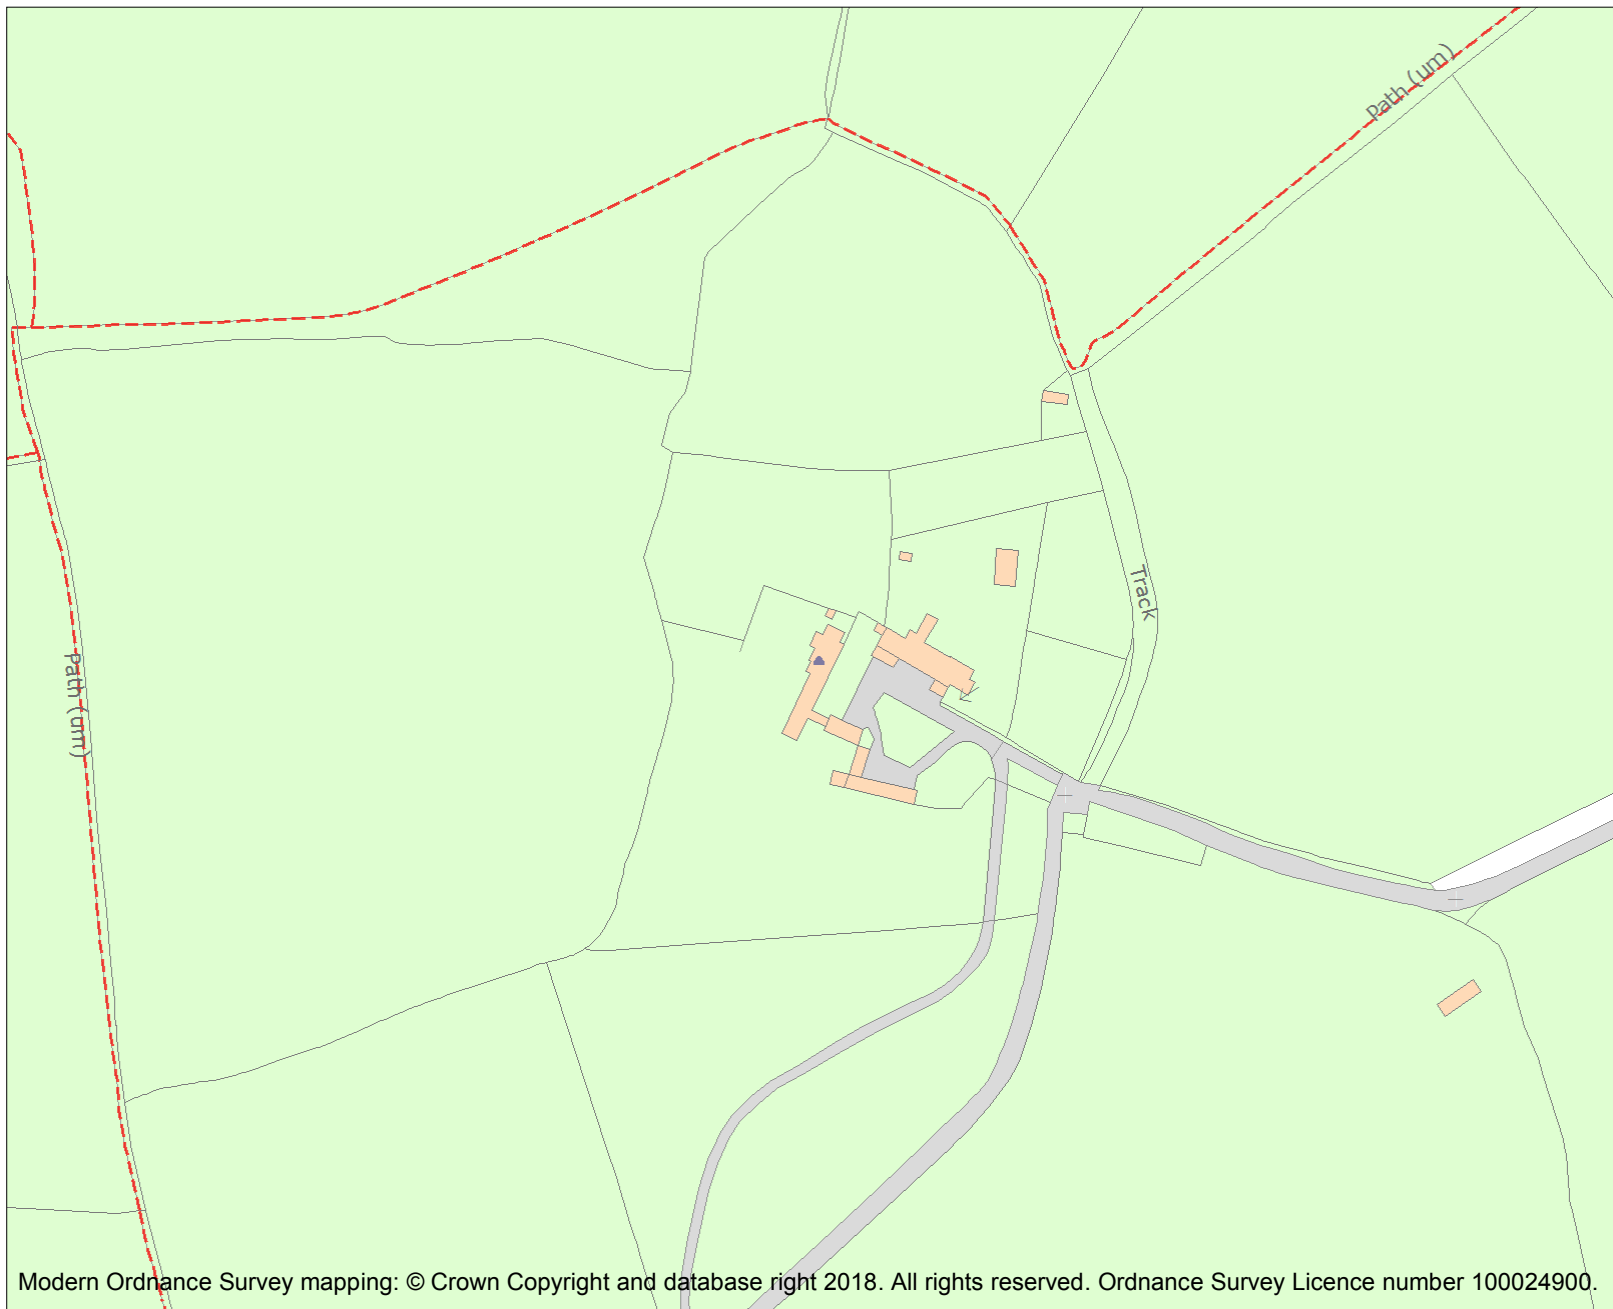 Path (um)
Track
Path (um)
Modern Ordnance Survey mapping: © Crown Copyright and database right 2018. All rights reserved. Ordnance Survey Licence number 100024900.